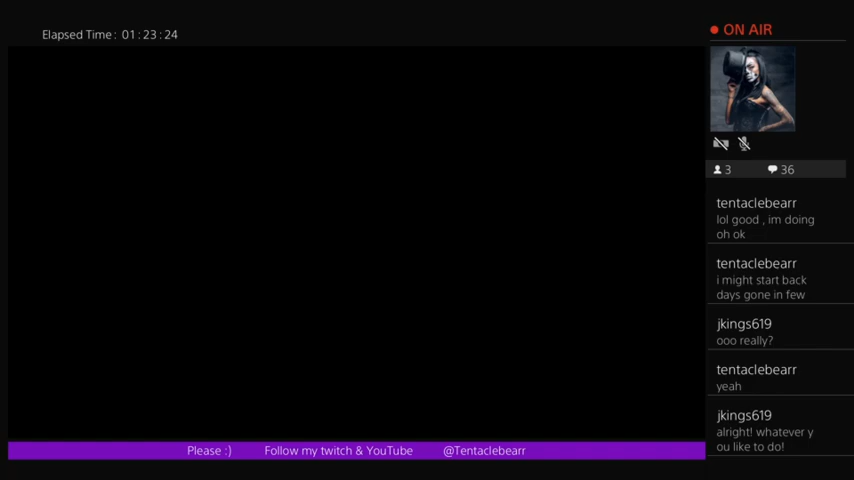 Elapsed Time: 01:23:24
ON AIR
3 36
tentaclebearr
lol good , im doing
oh ok
tentaclebearr
i might start back
days gone in few
jkings619
ooo really?
tentaclebearr
yeah
jkings619
alright! whatever y
ou like to do!
Please :) Follow my twitch & YouTube @Tentaclebearr